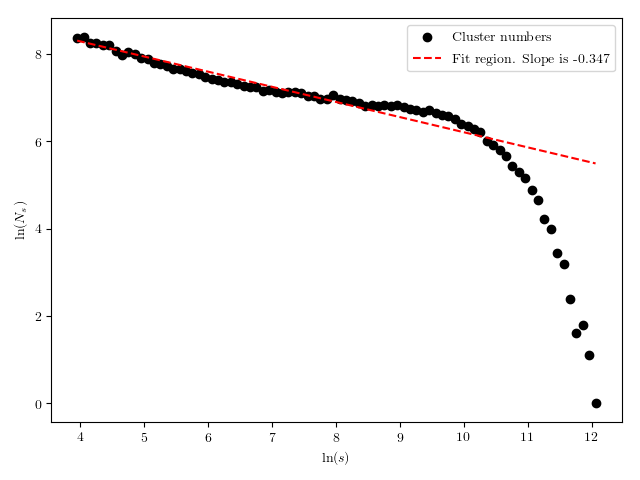 Cluster numbers
Fit region. Slope is -0.347
8
6
4
2
0
ln(N_s)
4 5 6 7 8 9 10 11 12
ln(s)